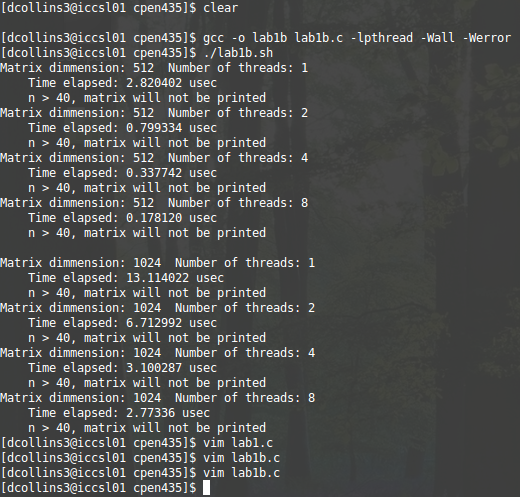 [dcollins3@iccsl01 cpen435]$ clear
[dcollins3@iccsl01 cpen435]$ gcc -o lab1b lab1b.c -lpthread -Wall -Werror
[dcollins3@iccsl01 cpen435]$ ./lab1b.sh
Matrix dimmension: 512  Number of threads: 1
    Time elapsed: 2.820402 usec
    n > 40, matrix will not be printed
Matrix dimmension: 512  Number of threads: 2
    Time elapsed: 0.799334 usec
    n > 40, matrix will not be printed
Matrix dimmension: 512  Number of threads: 4
    Time elapsed: 0.337742 usec
    n > 40, matrix will not be printed
Matrix dimmension: 512  Number of threads: 8
    Time elapsed: 0.178120 usec
    n > 40, matrix will not be printed
Matrix dimmension: 1024  Number of threads: 1
    Time elapsed: 13.114022 usec
    n > 40, matrix will not be printed
Matrix dimmension: 1024  Number of threads: 2
    Time elapsed: 6.712992 usec
    n > 40, matrix will not be printed
Matrix dimmension: 1024  Number of threads: 4
    Time elapsed: 3.100287 usec
    n > 40, matrix will not be printed
Matrix dimmension: 1024  Number of threads: 8
    Time elapsed: 2.77336 usec
    n > 40, matrix will not be printed
[dcollins3@iccsl01 cpen435]$ vim lab1.c
[dcollins3@iccsl01 cpen435]$ vim lab1b.c
[dcollins3@iccsl01 cpen435]$ vim lab1b.c
[dcollins3@iccsl01 cpen435]$